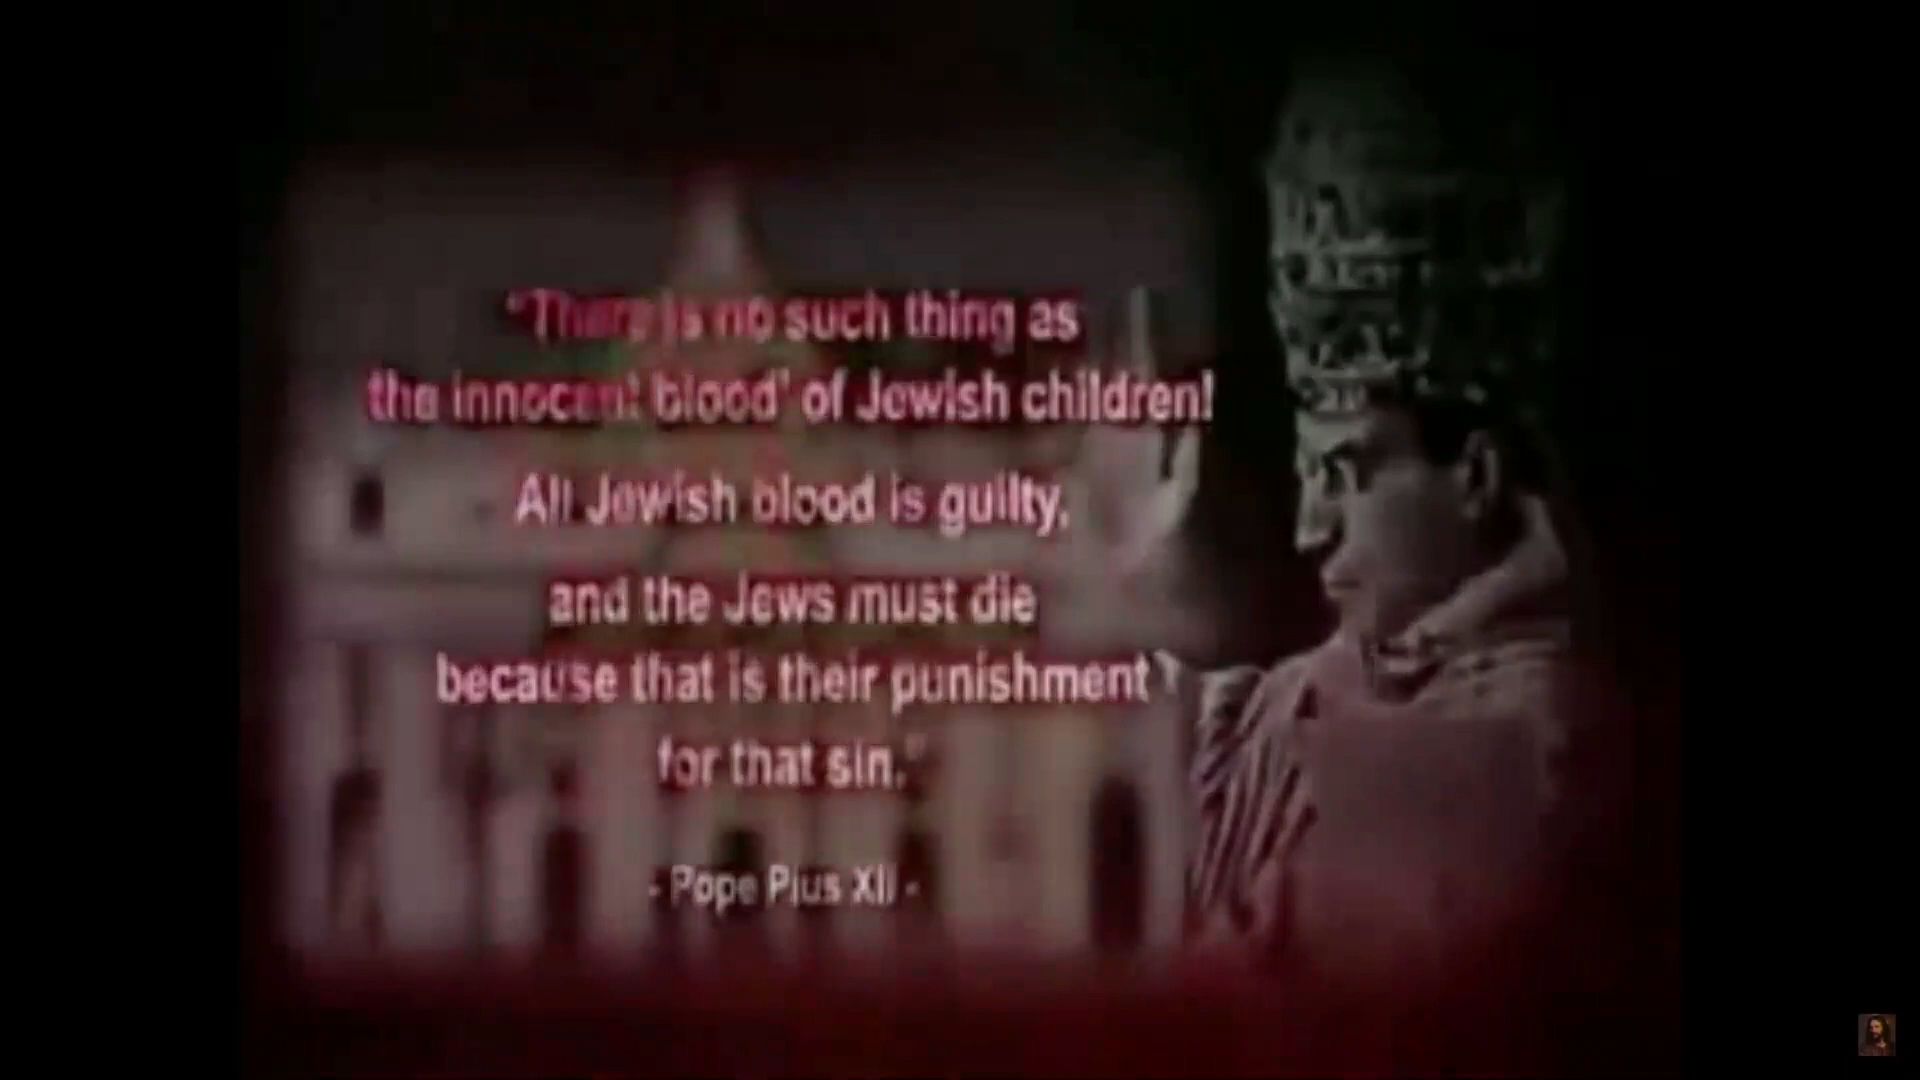 "There is no such thing as
the innocent blood' of Jewish children!
All Jewish blood is guilty,
and the Jews must die
because that is their punishment
for that sin."
- Pope Pius XII -